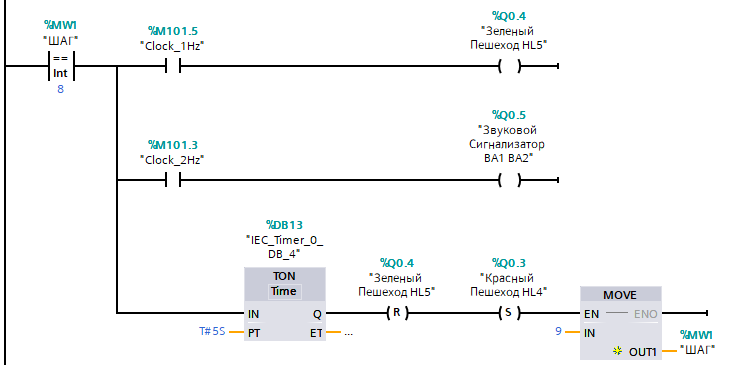 %MW1
"ШАГ"
==
Int
8
%M101.5
"Clock_1Hz"
%Q0.4
"Зеленый
Пешеход HL5"
%M101.3
"Clock_2Hz"
%Q0.5
"Звуковой
Сигнализатор
BA1 BA2"
%DB13
"IEC_Timer_0_
DB_4"
TON
Time
IN
Q
T#5S
PT
ET
...
%Q0.4
"Зеленый
Пешеход HL5"
R
%Q0.3
"Красный
Пешеход HL4"
S
MOVE
EN
ENO
9
IN
OUT1
%MW1
"ШАГ"